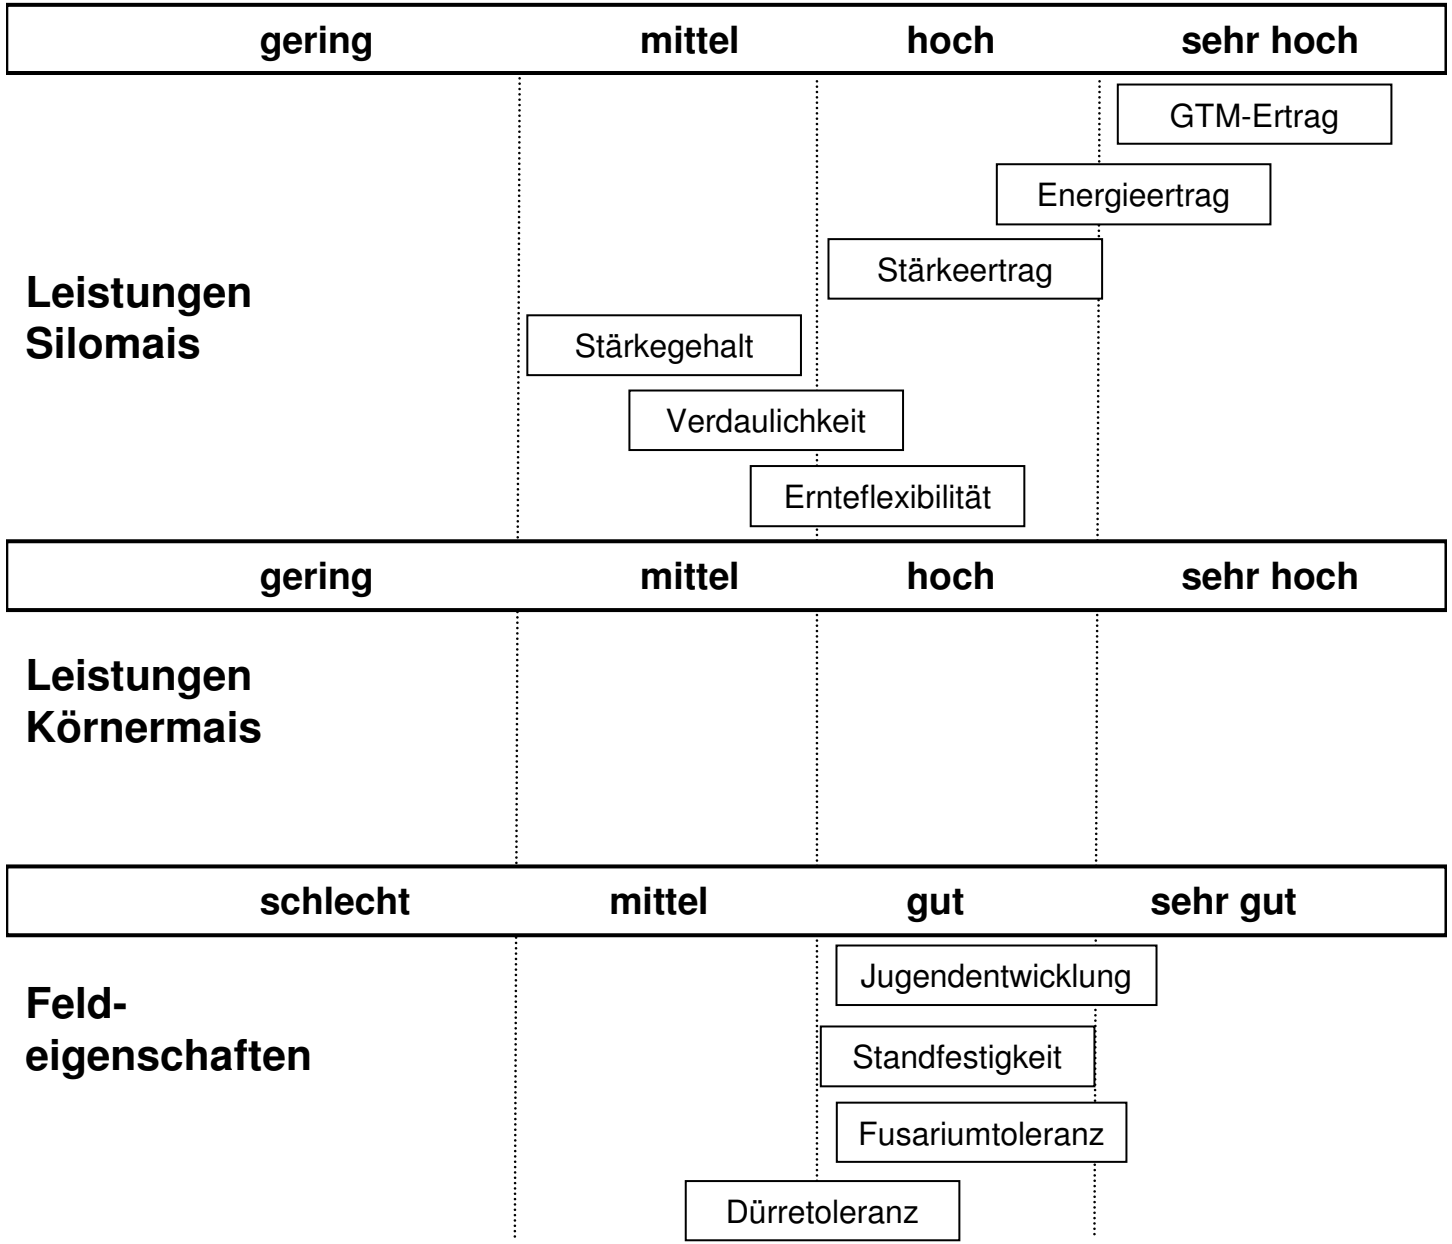 gering mittel hoch sehr hoch
GTM-Ertrag
Energieertrag
Stärkeertrag
Leistungen
Silomais
Stärkegehalt
Verdaulichkeit
Ernteflexibilität
gering mittel hoch sehr hoch
Leistungen
Körnermais
schlecht mittel gut sehr gut
Jugendentwicklung
Feld-
eigenschaften
Standfestigkeit
Fusariumtoleranz
Dürretoleranz